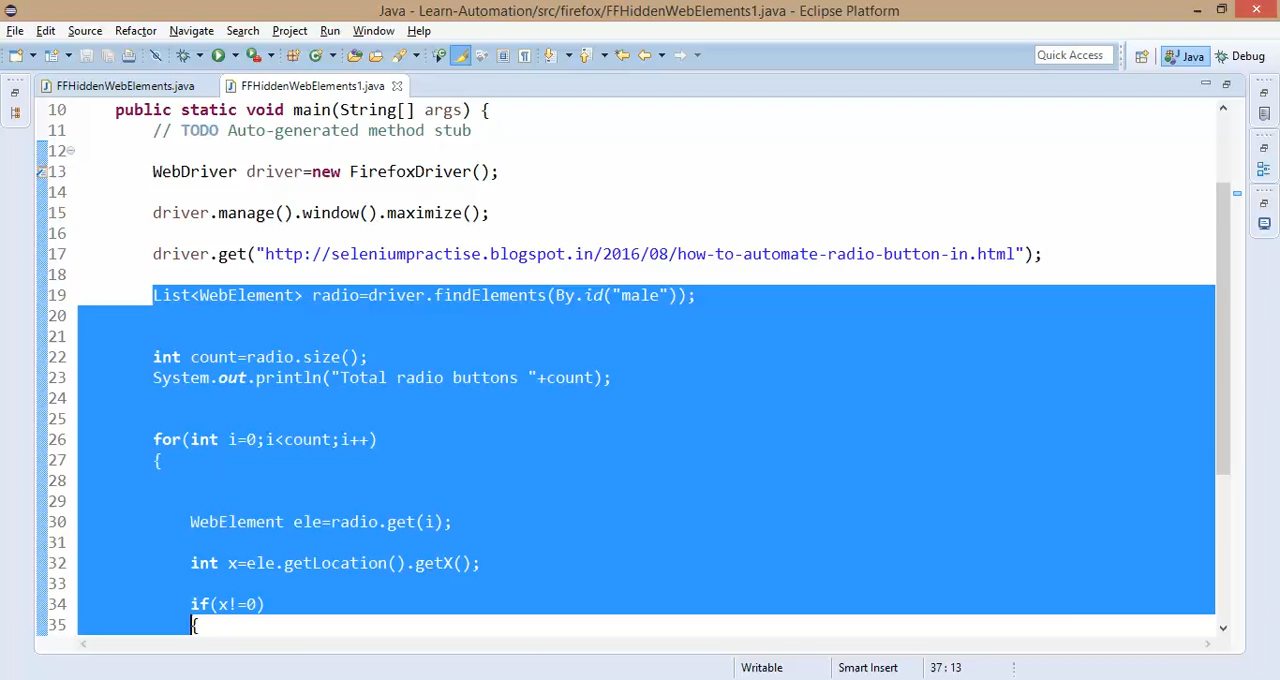 Java - Learn-Automation/src/firefox/FFHiddenWebElements1.java - Eclipse Platform
File Edit Source Refactor Navigate Search Project Run Window Help
Quick Access Java Debug
FFHiddenWebElements.java FFHiddenWebElements1.java
10 public static void main(String[] args) {
11 // TODO Auto-generated method stub
12
13 WebDriver driver=new FirefoxDriver();
14
15 driver.manage().window().maximize();
16
17 driver.get("http://seleniumpractise.blogspot.in/2016/08/how-to-automate-radio-button-in.html");
18
19 List<WebElement> radio=driver.findElements(By.id("male"));
20
21
22 int count=radio.size();
23 System.out.println("Total radio buttons "+count);
24
25
26 for(int i=0;i<count;i++)
27 {
28
29
30 WebElement ele=radio.get(i);
31
32 int x=ele.getLocation().getX();
33
34 if(x!=0)
35 {
Writable Smart Insert 37:13